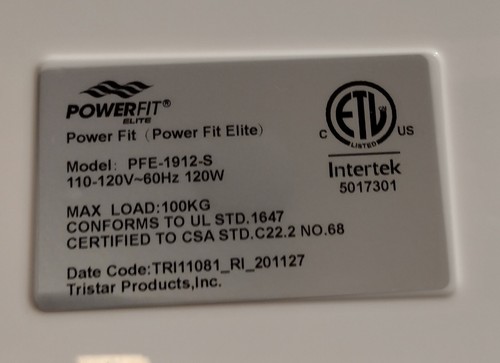 POWERFIT®
ELITE
Power Fit (Power Fit Elite)
Model: PFE-1912-S
110-120V~60Hz 120W
MAX LOAD:100KG
CONFORMS TO UL STD.1647
CERTIFIED TO CSA STD.C22.2 NO.68
Date Code:TRI11081_RI_201127
Tristar Products,Inc.
ETL
CM
LISTED
C US
Intertek
5017301